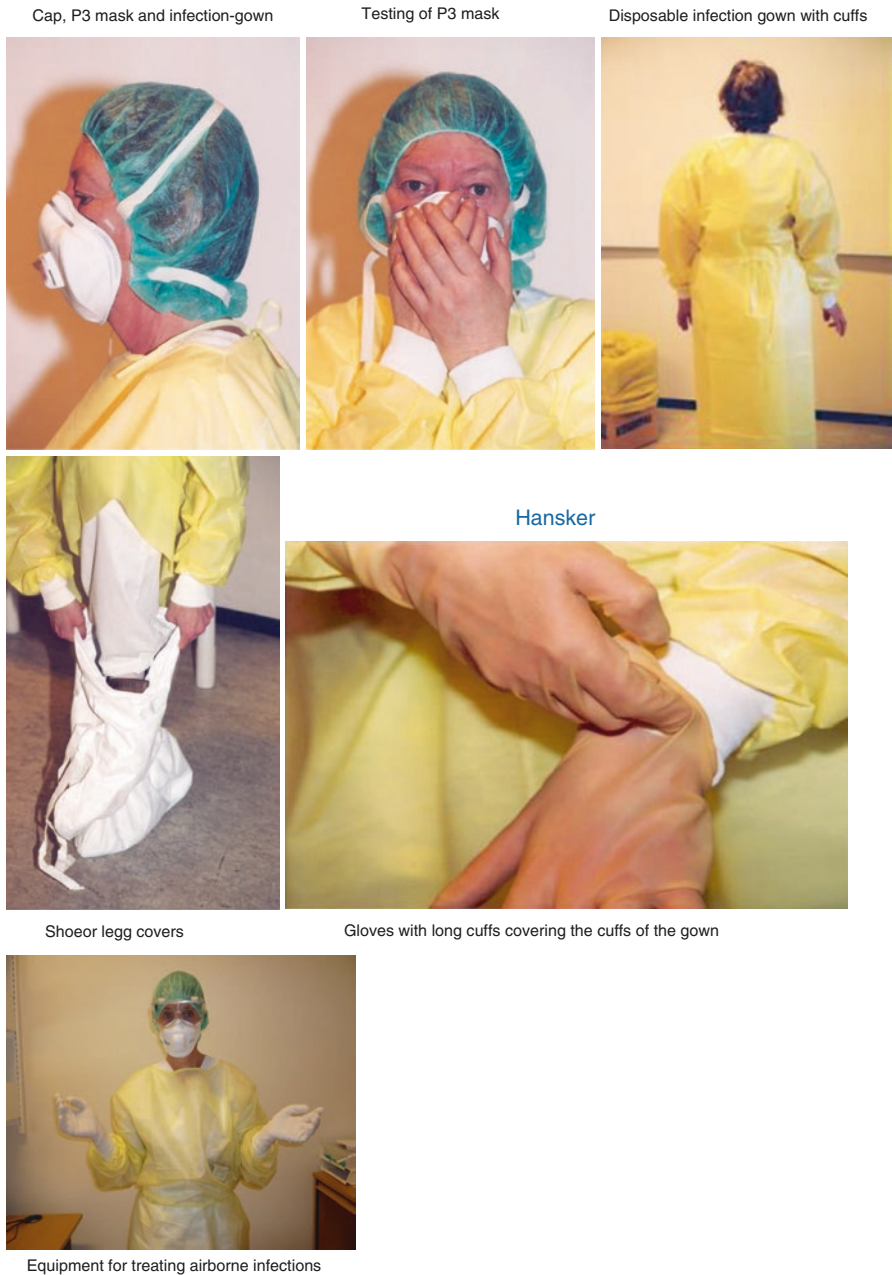 Cap, P3 mask and infection-gown
Testing of P3 mask
Disposable infection gown with cuffs
Hansker
Shoeor legg covers
Gloves with long cuffs covering the cuffs of the gown
Equipment for treating airborne infections